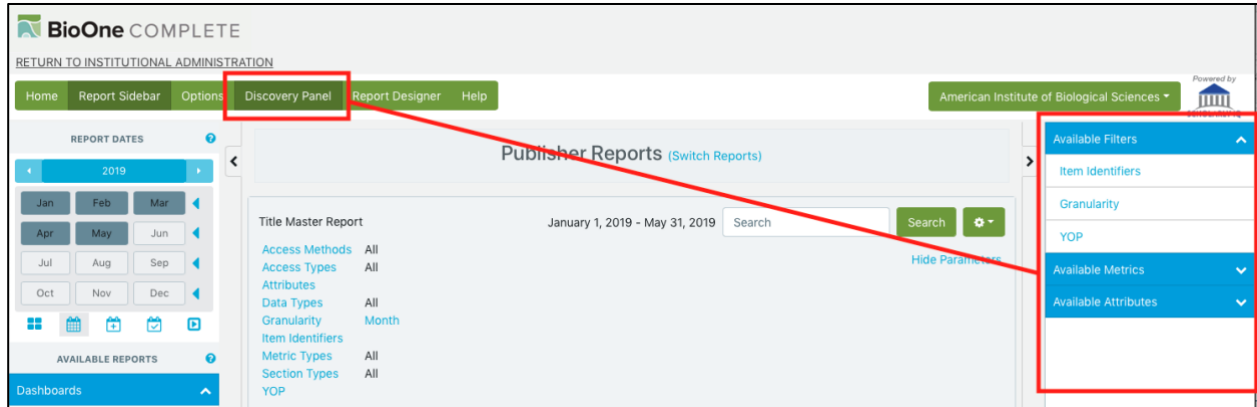 BioOne COMPLETE
RETURN TO INSTITUTIONAL ADMINISTRATION
Home Report Sidebar Options Discovery Panel Report Designer Help
American Institute of Biological Sciences
Powered by
SCHOLARLY IQ
REPORT DATES
2019
Jan Feb Mar
Apr May Jun
Jul Aug Sep
Oct Nov Dec
AVAILABLE REPORTS
Dashboards
Publisher Reports (Switch Reports)
Title Master Report January 1, 2019 - May 31, 2019 Search Search
Hide Parameters
Access Methods All
Access Types All
Attributes
Data Types All
Granularity Month
Item Identifiers
Metric Types All
Section Types All
YOP
Available Filters
Item Identifiers
Granularity
YOP
Available Metrics
Available Attributes